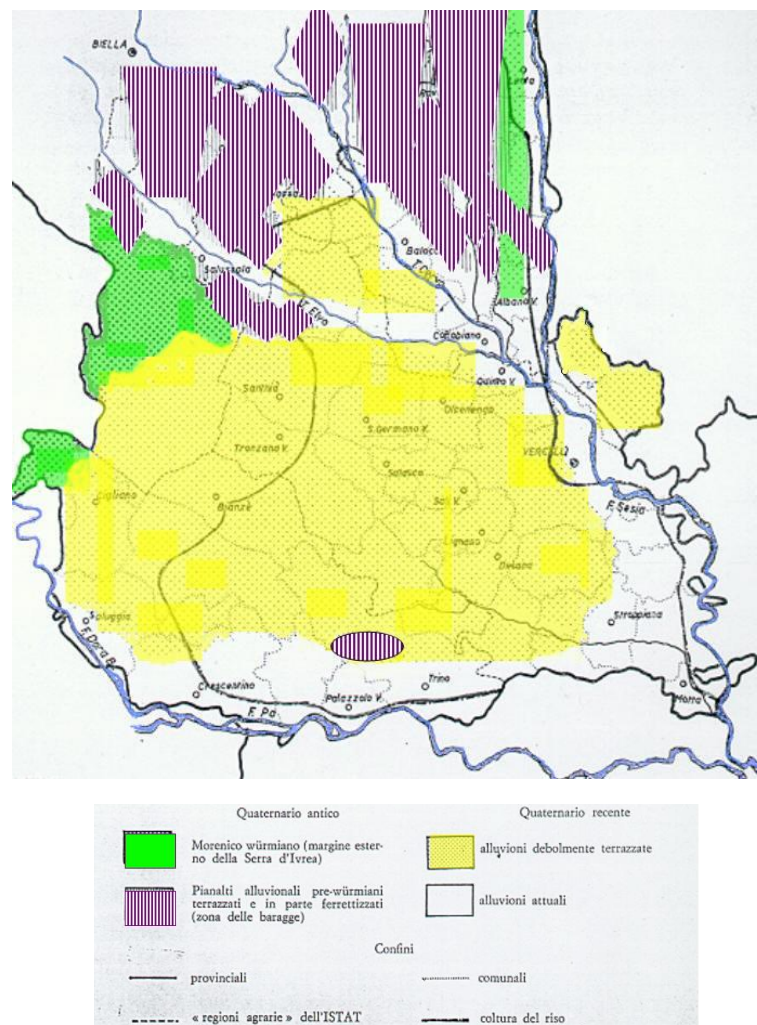 BIELLA
Lenta
Salussola
Balocco
T. Elvo
Albano V.
Collobiano
Quinto V.
Santhià
Olcenengo
S. Germano V.
Tronzano V.
VERCELLI
Salasco
Sali V.
Cigliano
Bianzè
F. Sesia
Lignana
Desana
Saluggia
Stroppiana
F. Dora B.
Crescentino
Trino
Palazzolo V.
Motta
F. Po
Quaternario antico
Quaternario recente
Morenico würmiano (margine ester-
no della Serra d'Ivrea)
alluvioni debolmente terrazzate
Pianalti alluvionali pre-würmiani
terrazzati e in parte ferrettizzati
(zona delle baragge)
alluvioni attuali
Confini
provinciali
comunali
« regioni agrarie » dell'ISTAT
coltura del riso